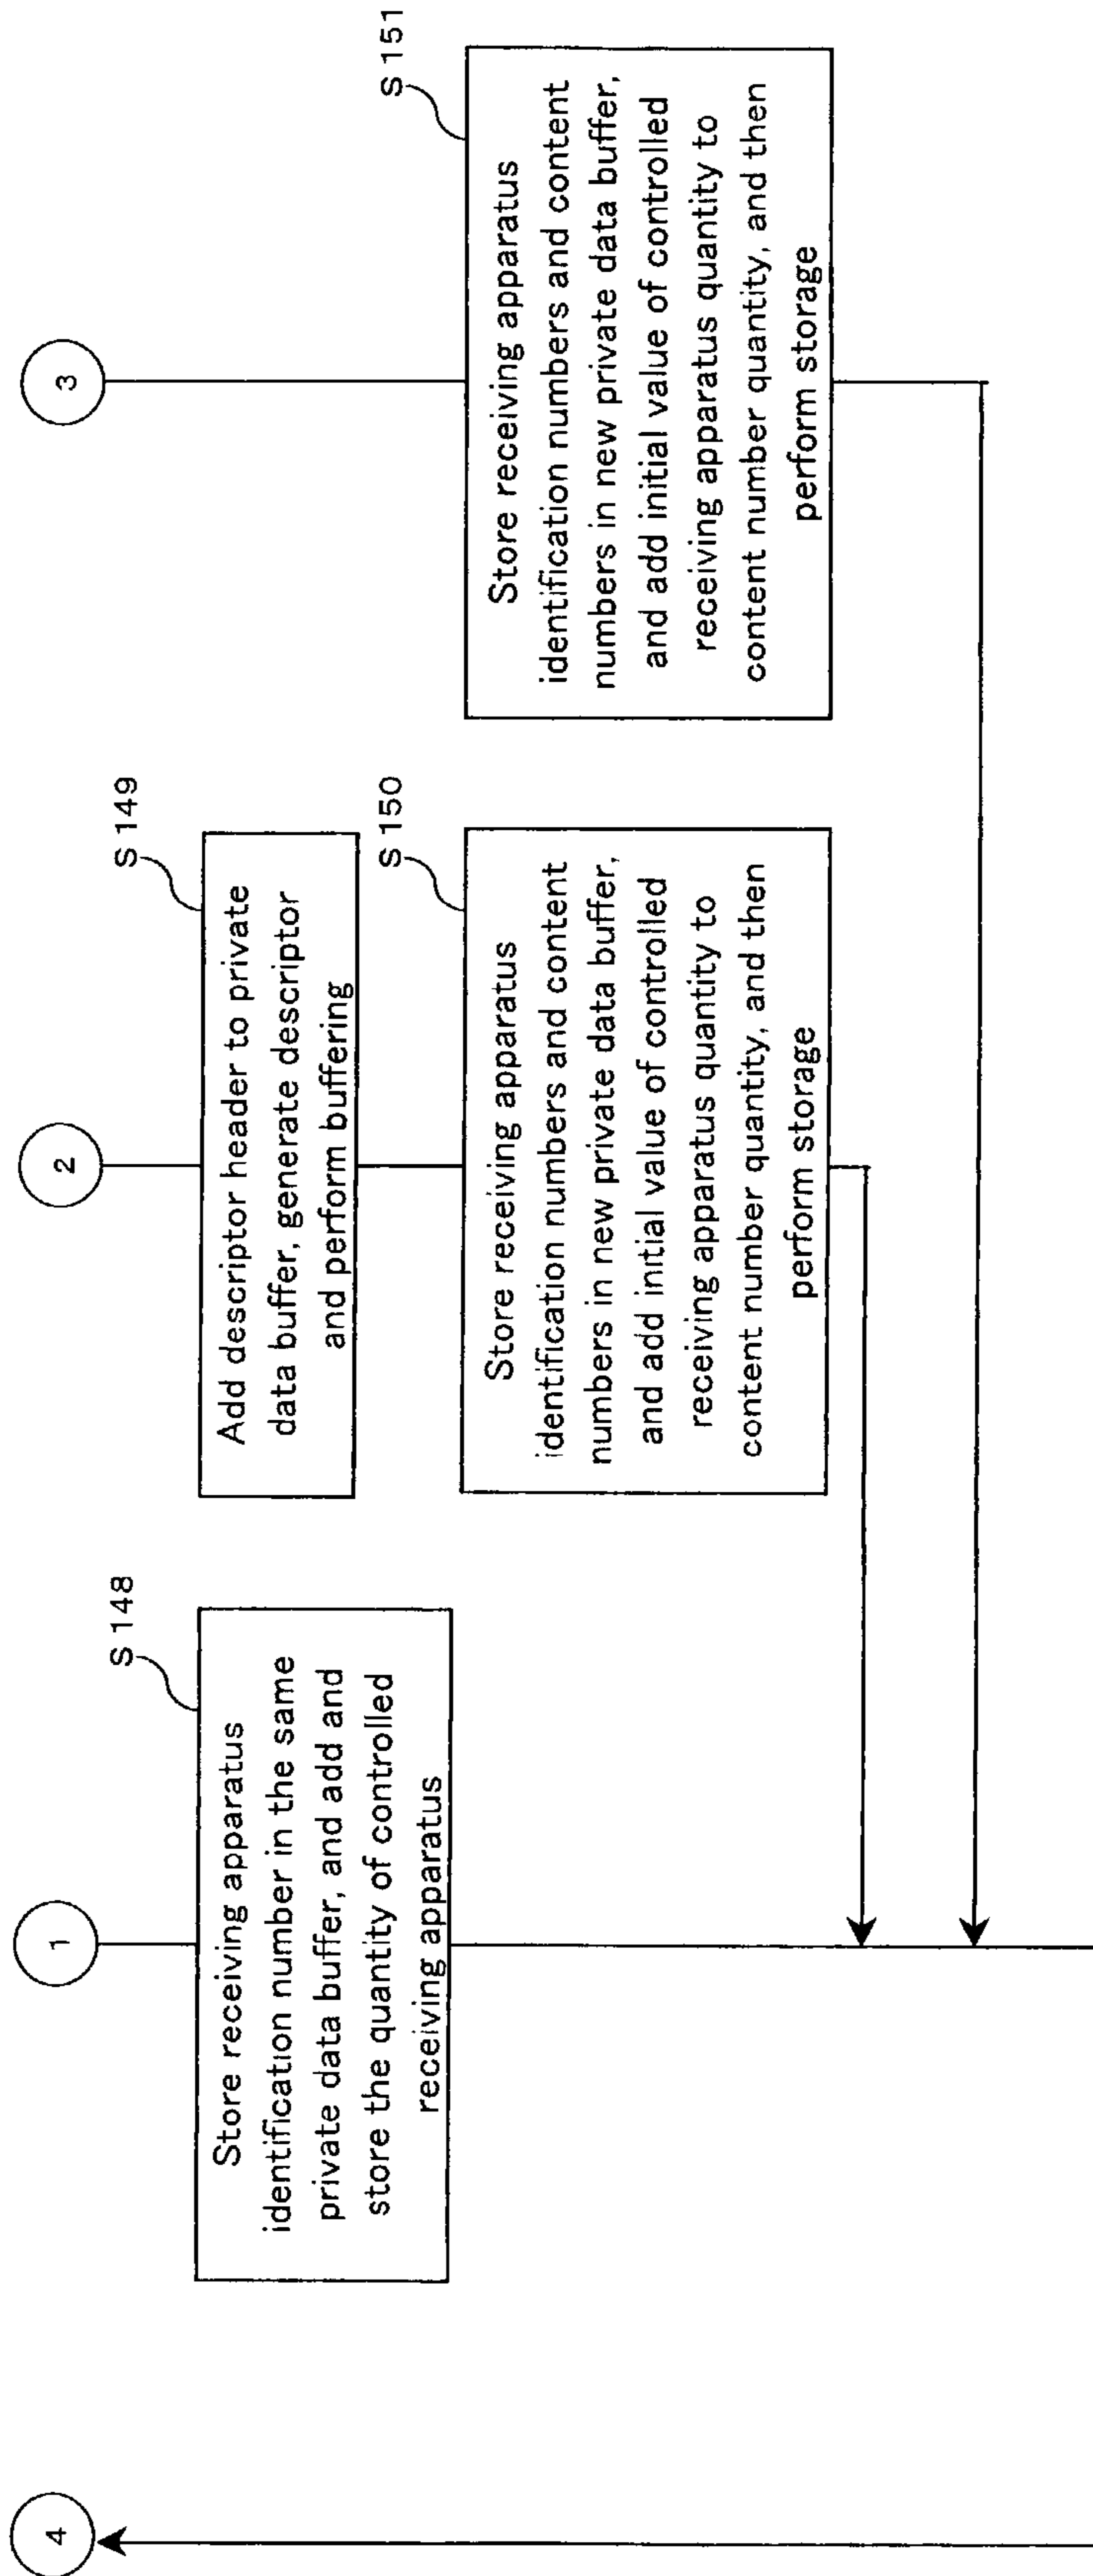 4
1
S148
Store receiving apparatus
identification number in the same
private data buffer, and add and
store the quantity of controlled
receiving apparatus
2
S149
Add descriptor header to private
data buffer, generate descriptor
and perform buffering
S150
Store receiving apparatus
identification numbers and content
numbers in new private data buffer,
and add initial value of controlled
receiving apparatus quantity to
content number quantity, and then
perform storage
3
S151
Store receiving apparatus
identification numbers and content
numbers in new private data buffer,
and add initial value of controlled
receiving apparatus quantity to
content number quantity, and then
perform storage